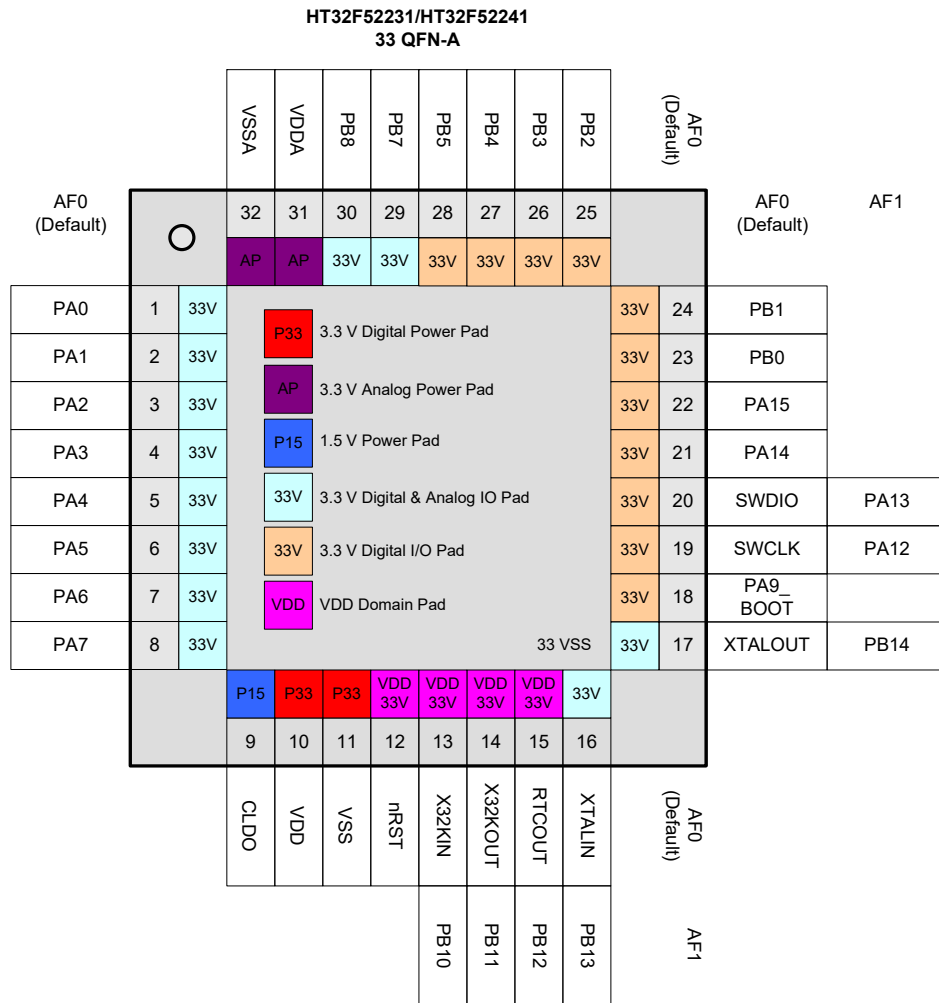 HT32F52231/HT32F52241
33 QFN-A
VSSA
VDDA
PB8
PB7
PB5
PB4
PB3
PB2
AF0
(Default)
AF0
(Default)
32
31
30
29
28
27
26
25
AF0
(Default)
AF1
AP
AP
33V
33V
33V
33V
33V
33V
PA0
1
33V
33V
24
PB1
P33
3.3 V Digital Power Pad
PA1
2
33V
33V
23
PB0
AP
3.3 V Analog Power Pad
PA2
3
33V
33V
22
PA15
PA3
4
33V
P15
1.5 V Power Pad
33V
21
PA14
PA4
5
33V
33V
3.3 V Digital & Analog IO Pad
33V
20
SWDIO
PA13
PA5
6
33V
33V
3.3 V Digital I/O Pad
33V
19
SWCLK
PA12
PA6
7
33V
VDD
VDD Domain Pad
33V
18
PA9_
BOOT
PA7
8
33V
33 VSS
33V
17
XTALOUT
PB14
P15
P33
P33
VDD
33V
VDD
33V
VDD
33V
VDD
33V
33V
9
10
11
12
13
14
15
16
CLDO
VDD
VSS
nRST
X32KIN
X32KOUT
RTCOUT
XTALIN
AF0
(Default)
PB10
PB11
PB12
PB13
AF1